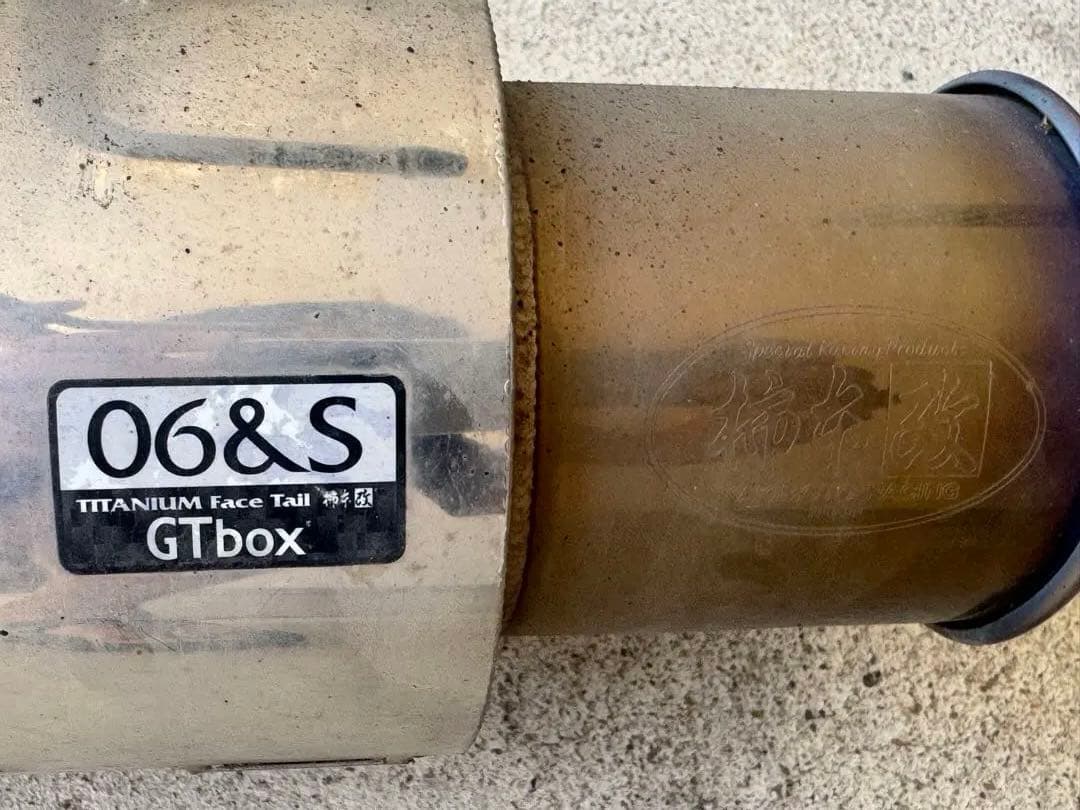 06&S
TITANIUM Face Tail 柿本改
GTbox
Special Racing Product
柿本改